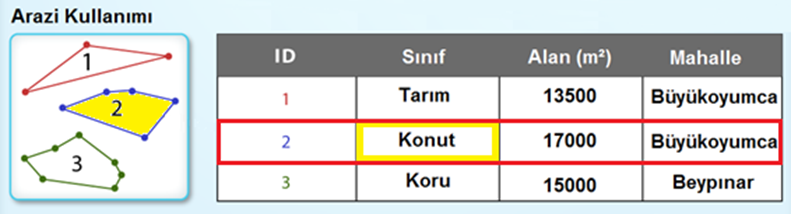 Arazi Kullanımı
1
2
3
ID Sınıf Alan (m²) Mahalle
1 Tarım 13500 Büyükoyumca
2 Konut 17000 Büyükoyumca
3 Koru 15000 Beypınar